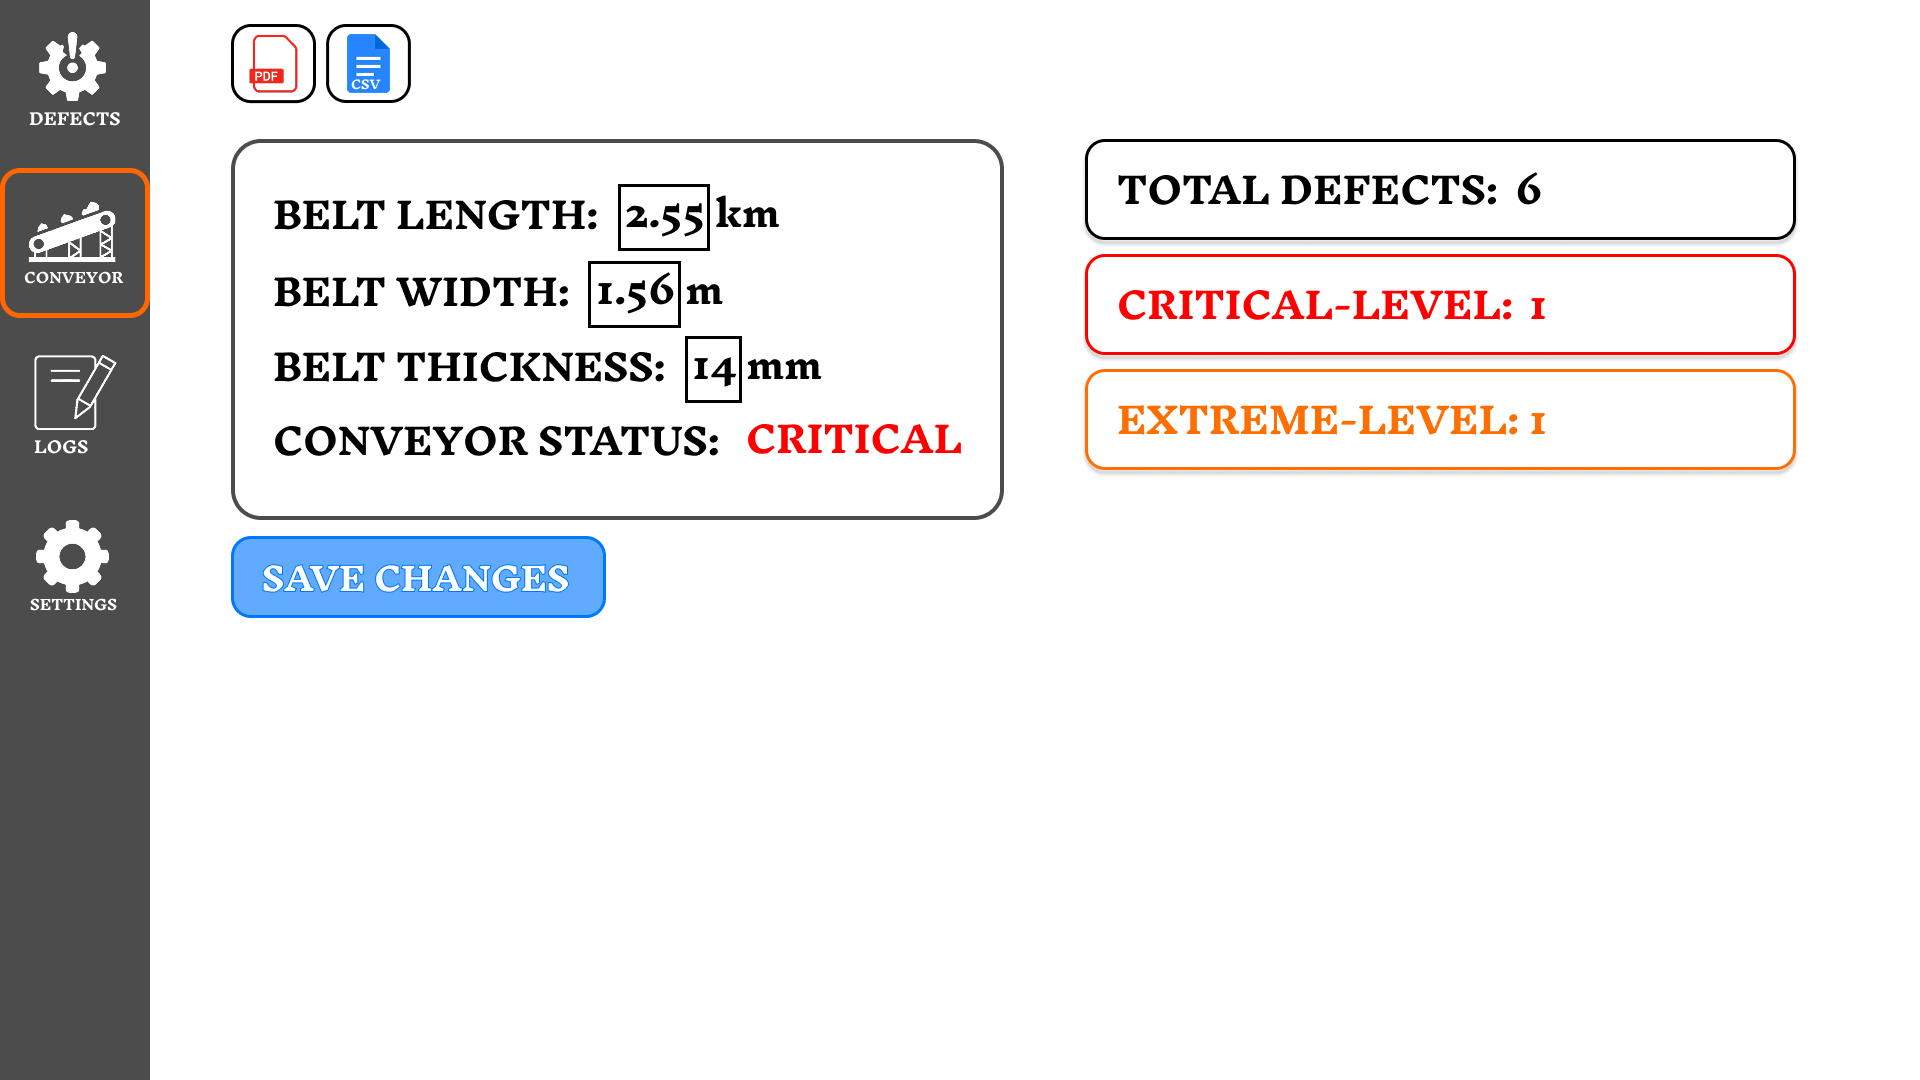 DEFECTS
CONVEYOR
LOGS
SETTINGS
PDF
CSV
BELT LENGTH: 2.55 km
BELT WIDTH: 1.56 m
BELT THICKNESS: 14 mm
CONVEYOR STATUS: CRITICAL
SAVE CHANGES
TOTAL DEFECTS: 6
CRITICAL-LEVEL: 1
EXTREME-LEVEL: 1